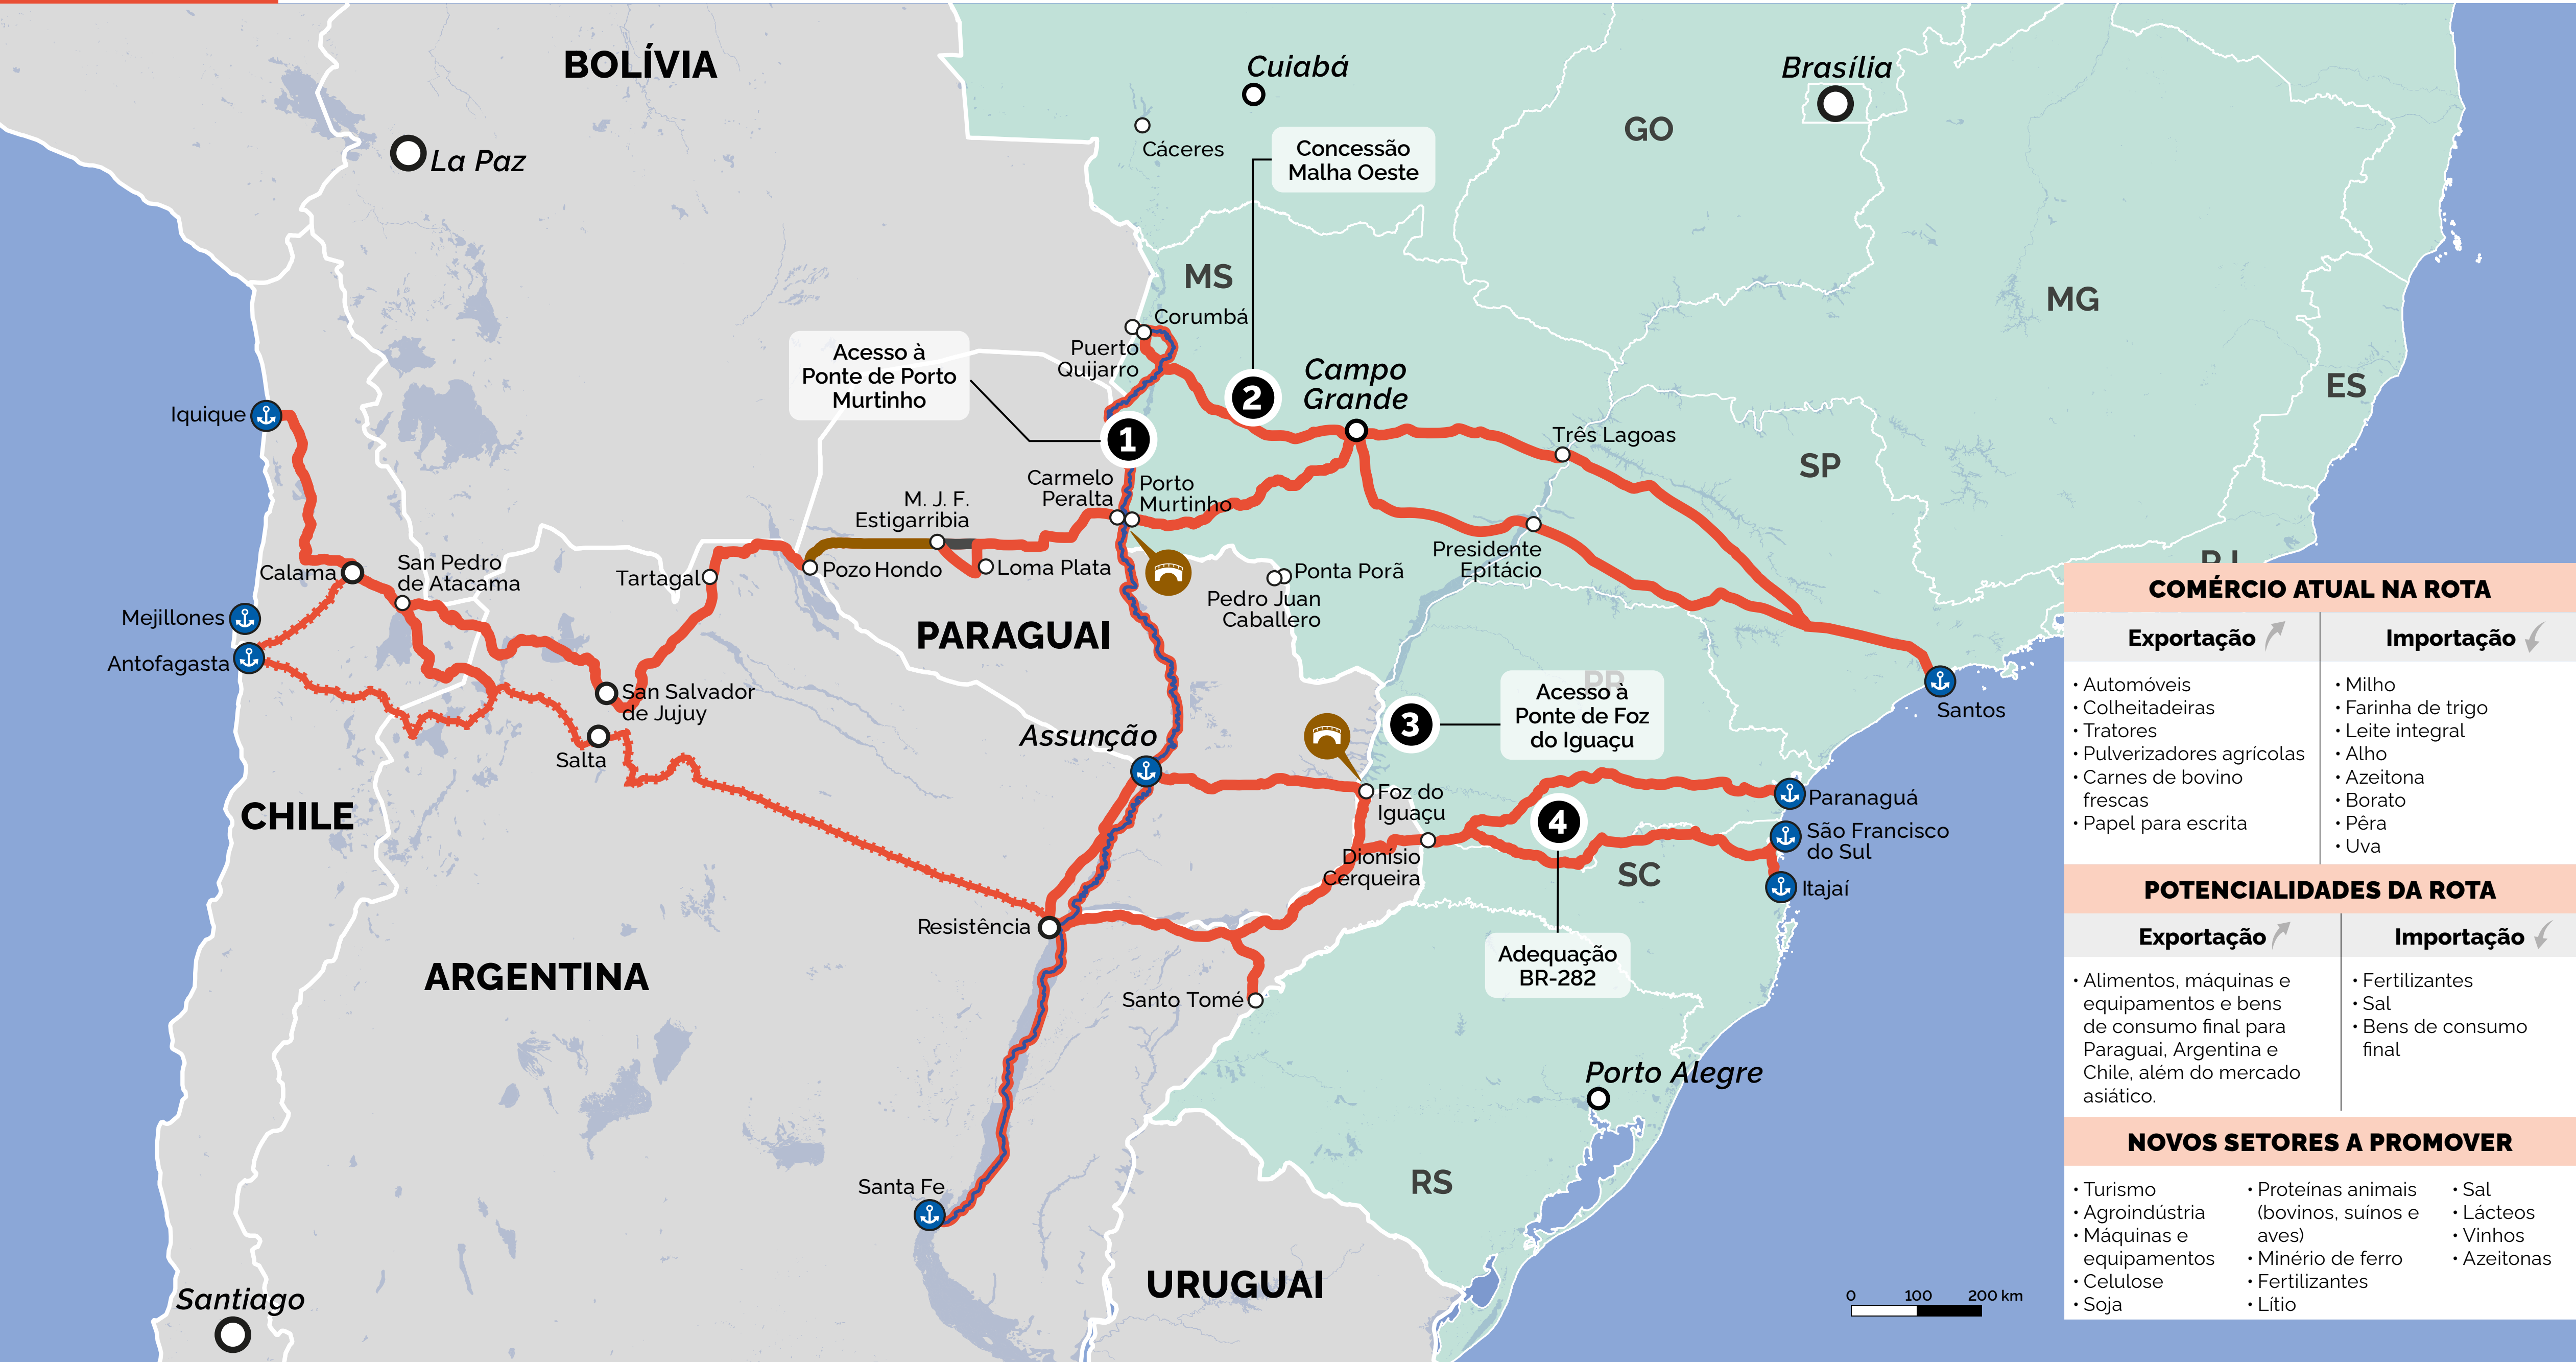 BOLÍVIA
Cuiabá
Brasília
La Paz
Cáceres
GO
Concessão
Malha Oeste
MS
MG
Corumbá
Puerto
Quijarro
Acesso à
Ponte de Porto
Murtinho
1
2
Campo
Grande
ES
Iquique
Três Lagoas
SP
Carmelo
Peralta
Porto
Murtinho
M. J. F.
Estigarribia
Presidente
Epitácio
RJ
Calama
San Pedro
de Atacama
Tartagal
Pozo Hondo
Loma Plata
Ponta Porã
Pedro Juan
Caballero
Mejillones
Antofagasta
PARAGUAI
San Salvador
de Jujuy
Salta
Assunção
3
PR
Acesso à
Ponte de Foz
do Iguaçu
Santos
CHILE
Foz do
Iguaçu
4
Paranaguá
São Francisco
do Sul
Dionísio
Cerqueira
SC
Itajaí
Resistência
ARGENTINA
Adequação
BR-282
Santo Tomé
Porto Alegre
RS
Santa Fe
URUGUAI
Santiago
0 100 200 km
COMÉRCIO ATUAL NA ROTA
Exportação
• Automóveis
• Colheitadeiras
• Tratores
• Pulverizadores agrícolas
• Carnes de bovino
frescas
• Papel para escrita
Importação
• Milho
• Farinha de trigo
• Leite integral
• Alho
• Azeitona
• Borato
• Pêra
• Uva
POTENCIALIDADES DA ROTA
Exportação
• Alimentos, máquinas e
equipamentos e bens
de consumo final para
Paraguai, Argentina e
Chile, além do mercado
asiático.
Importação
• Fertilizantes
• Sal
• Bens de consumo
final
NOVOS SETORES A PROMOVER
• Turismo
• Agroindústria
• Máquinas e
equipamentos
• Celulose
• Soja
• Proteínas animais
(bovinos, suínos e
aves)
• Minério de ferro
• Fertilizantes
• Lítio
• Sal
• Lácteos
• Vinhos
• Azeitonas